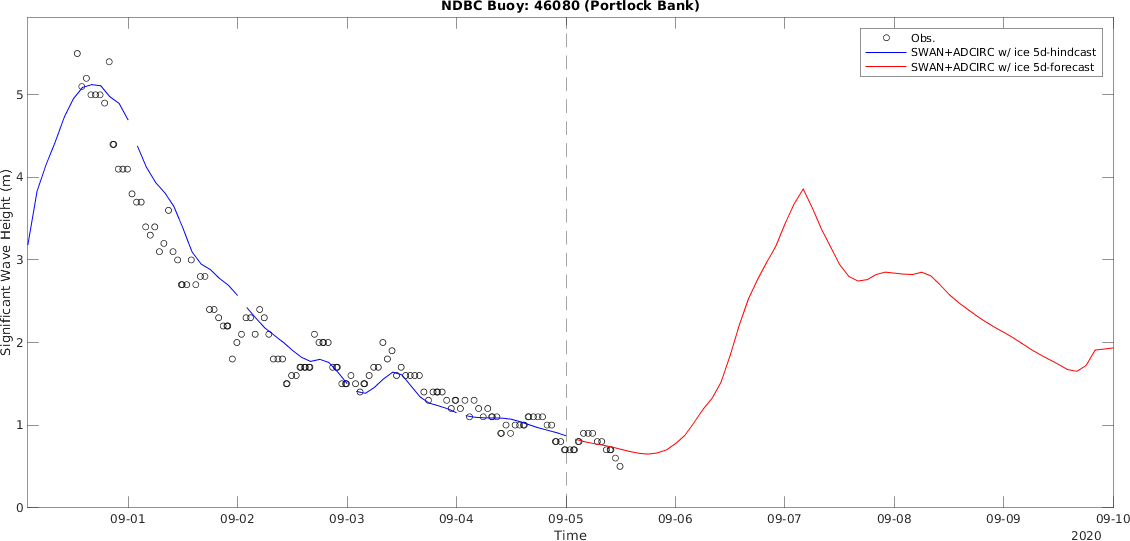 NDBC Buoy: 46080 (Portlock Bank)
Obs.
SWAN+ADCIRC w/ ice 5d-hindcast
SWAN+ADCIRC w/ ice 5d-forecast
Significant Wave Height (m)
5
4
3
2
1
0
09-01 09-02 09-03 09-04 09-05 09-06 09-07 09-08 09-09 09-10
Time
2020